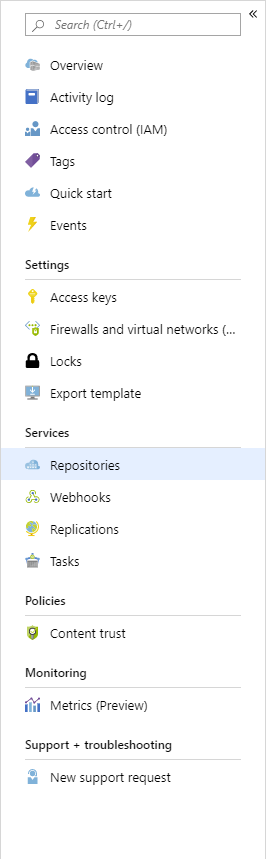 «
Search (Ctrl+/)
Overview
Activity log
Access control (IAM)
Tags
Quick start
Events
Settings
Access keys
Firewalls and virtual networks (...
Locks
Export template
Services
Repositories
Webhooks
Replications
Tasks
Policies
Content trust
Monitoring
Metrics (Preview)
Support + troubleshooting
New support request